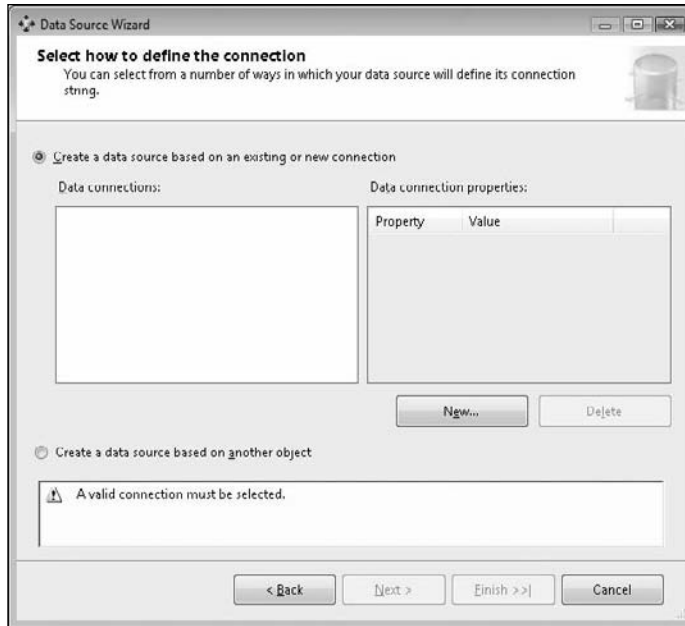 Data Source Wizard
Select how to define the connection
You can select from a number of ways in which your data source will define its connection
string.
Create a data source based on an existing or new connection
Data connections:
Data connection properties:
Property Value
New...
Delete
Create a data source based on another object
A valid connection must be selected.
< Back
Next >
Finish >>|
Cancel